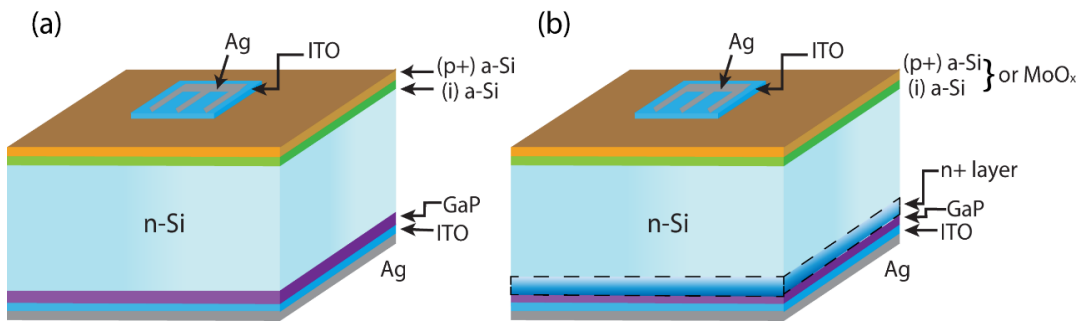 (a)
Ag
ITO
(p+) a-Si
(i) a-Si
n-Si
GaP
ITO
Ag
(b)
Ag
ITO
(p+) a-Si
(i) a-Si
} or MoOₓ
n-Si
n+ layer
GaP
ITO
Ag